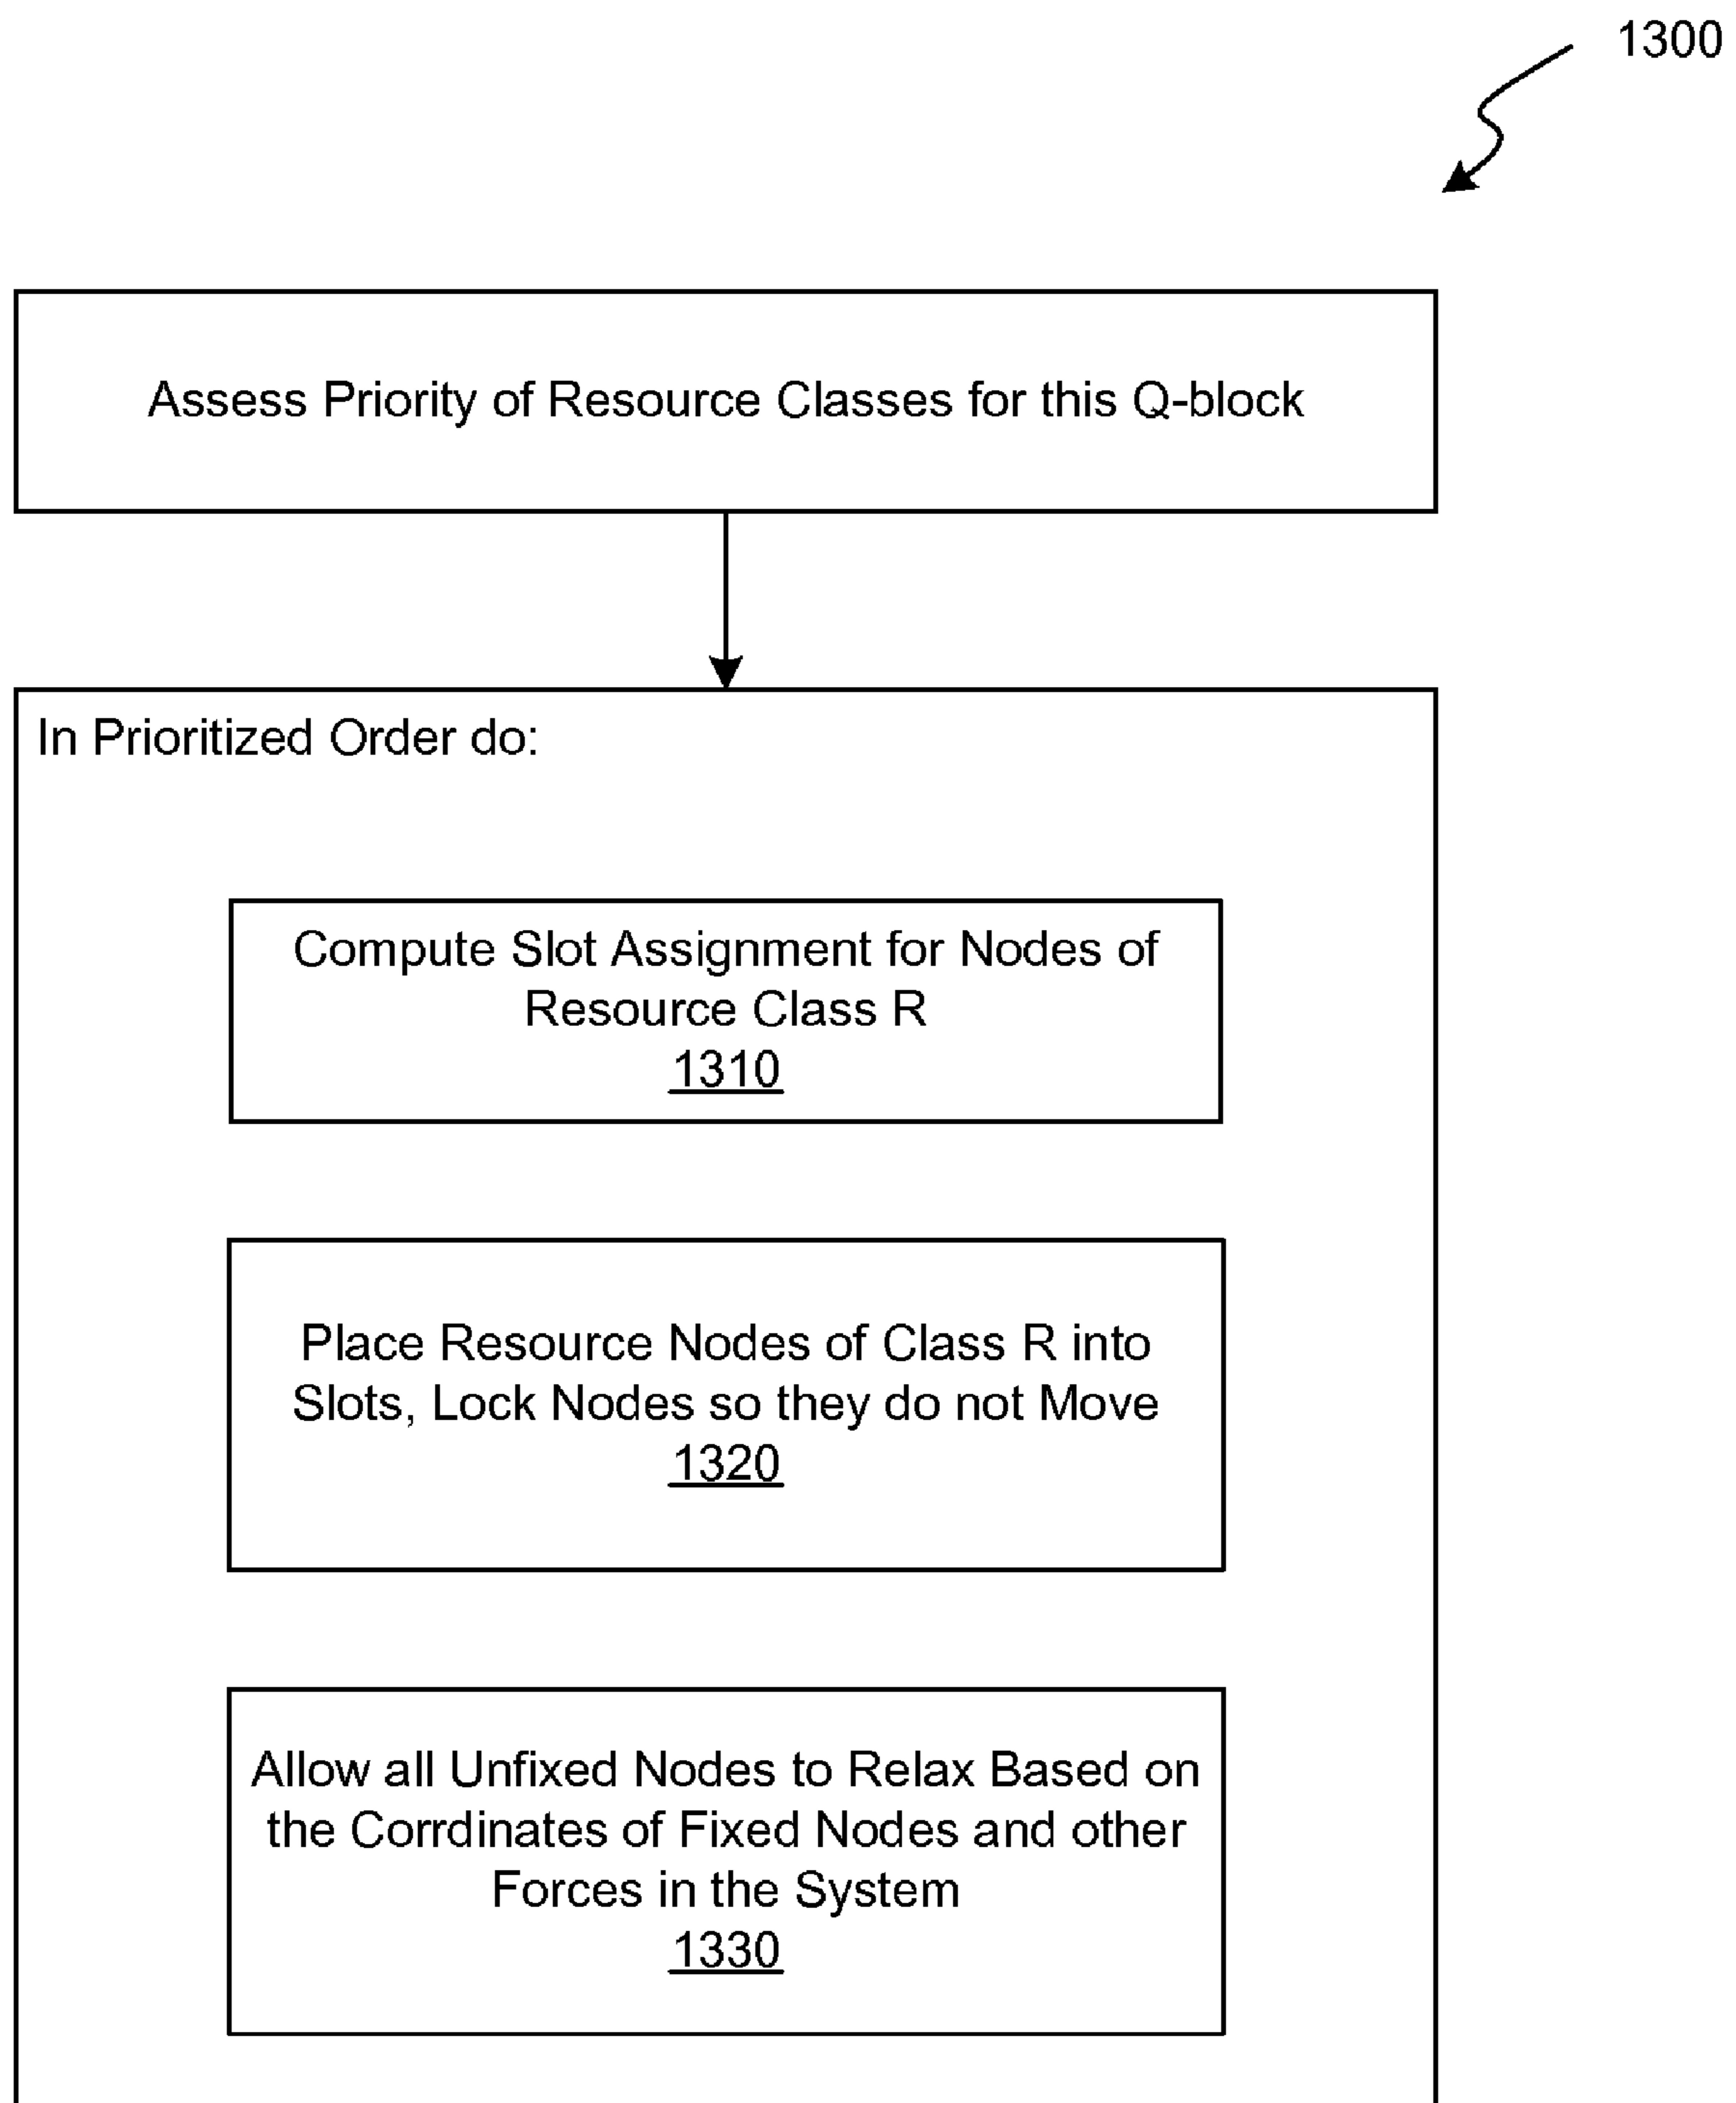 1300
Assess Priority of Resource Classes for this Q-block
In Prioritized Order do:
Compute Slot Assignment for Nodes of
Resource Class R
1310
Place Resource Nodes of Class R into
Slots, Lock Nodes so they do not Move
1320
Allow all Unfixed Nodes to Relax Based on
the Corrdinates of Fixed Nodes and other
Forces in the System
1330